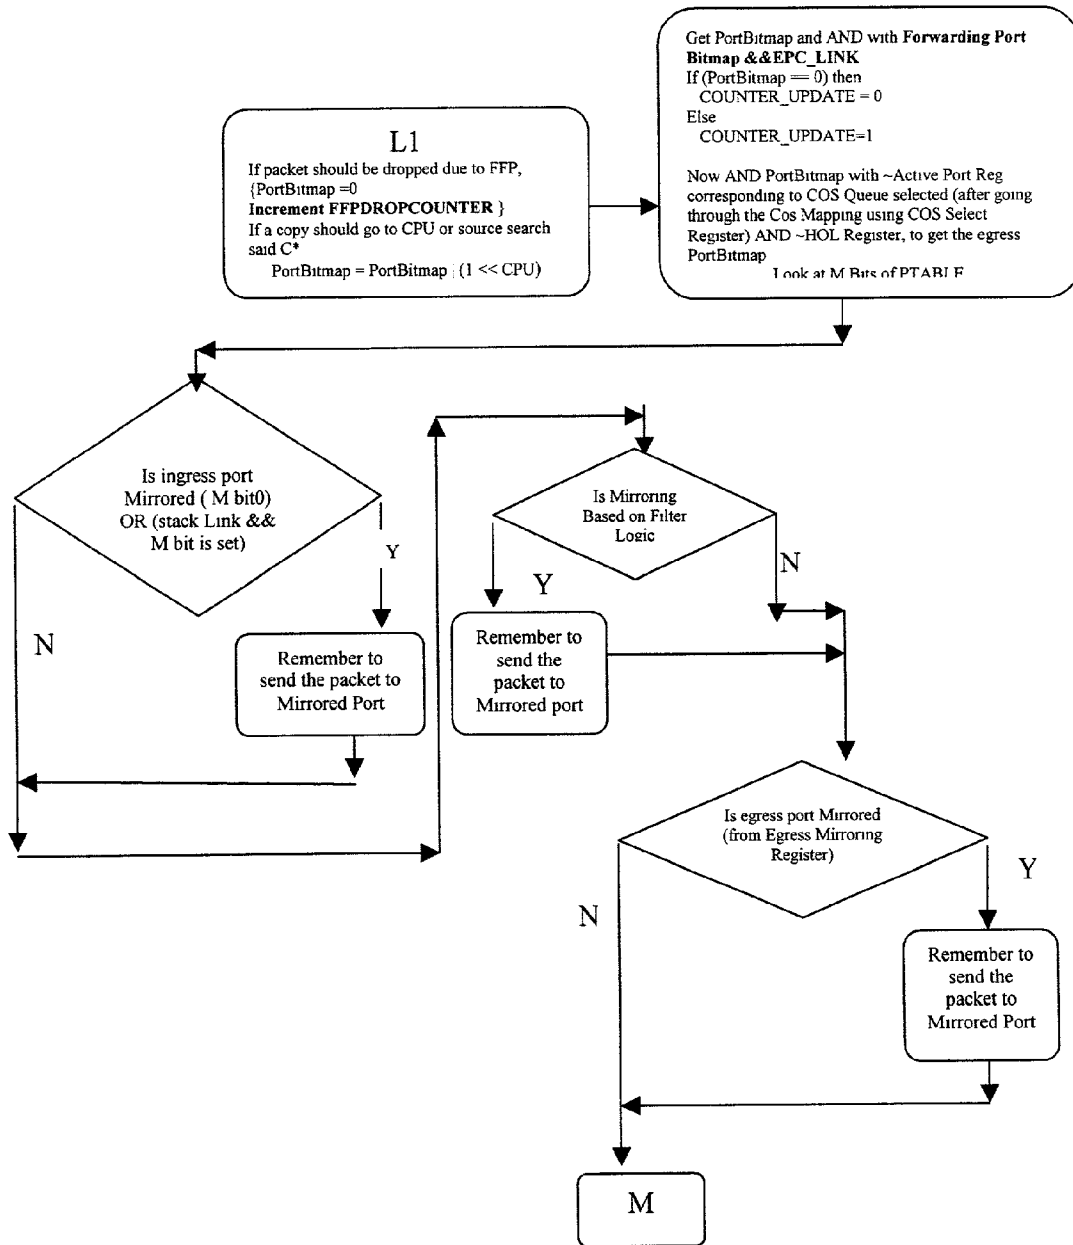 L1
If packet should be dropped due to FFP,
{PortBitmap =0
Increment FFPDROPCOUNTER }
If a copy should go to CPU or source search
said C*
PortBitmap = PortBitmap | (1 << CPU)
Get PortBitmap and AND with Forwarding Port
Bitmap &&EPC_LINK
If (PortBitmap == 0) then
COUNTER_UPDATE = 0
Else
COUNTER_UPDATE=1
Now AND PortBitmap with ~Active Port Reg
corresponding to COS Queue selected (after going
through the Cos Mapping using COS Select
Register) AND ~HOL Register, to get the egress
PortBitmap
Look at M Bits of PTABLE
Is ingress port
Mirrored ( M bit0)
OR (stack Link &&
M bit is set)
Y
N
Remember to
send the packet to
Mirrored Port
Is Mirroring
Based on Filter
Logic
Y
N
Remember to
send the
packet to
Mirrored port
Is egress port Mirrored
(from Egress Mirroring
Register)
Y
N
Remember to
send the
packet to
Mirrored Port
M